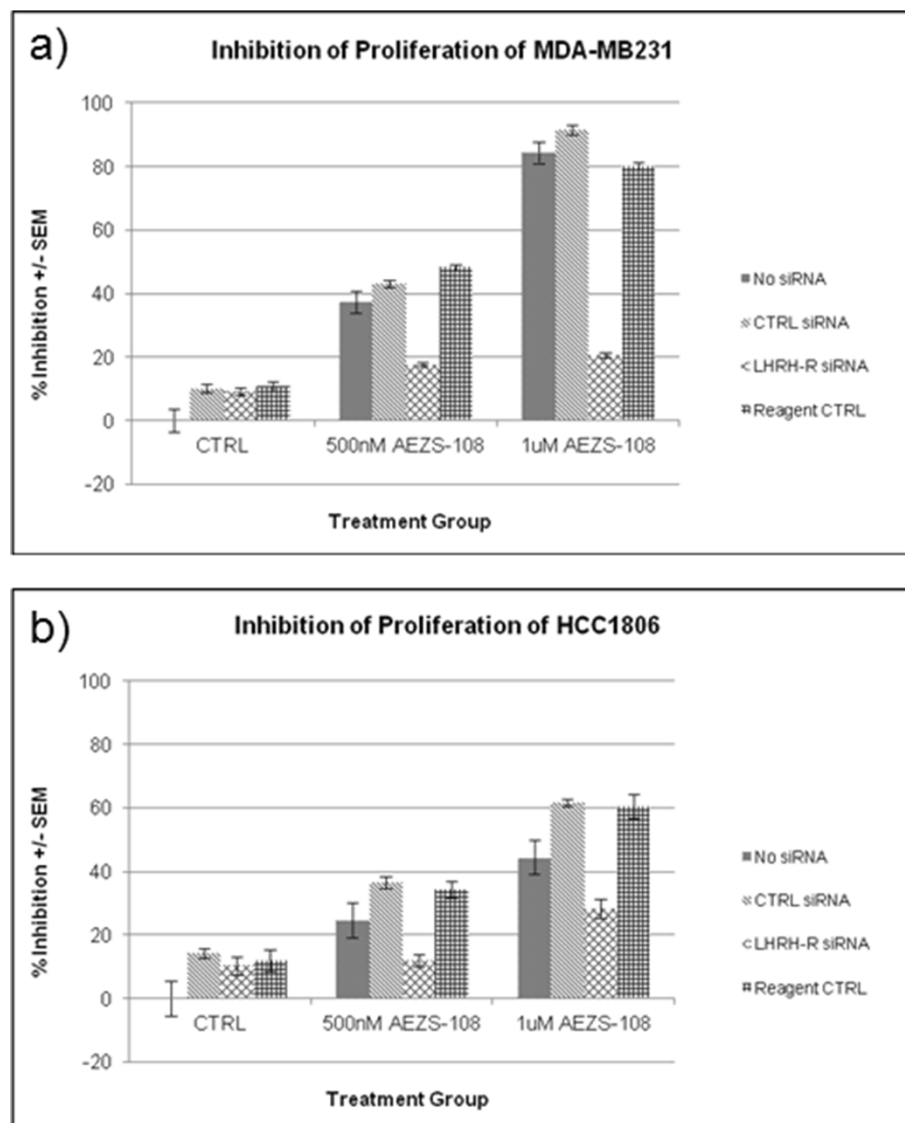 a)
Inhibition of Proliferation of MDA-MB231
100
80
60
40
20
0
-20
%Inhibition +/- SEM
CTRL
500nM AEZS-108
1uM AEZS-108
Treatment Group
No siRNA
CTRL siRNA
LHRH-R siRNA
Reagent CTRL
b)
Inhibition of Proliferation of HCC1806
100
80
60
40
20
0
-20
%Inhibition +/- SEM
CTRL
500nM AEZS-108
1uM AEZS-108
Treatment Group
No siRNA
CTRL siRNA
LHRH-R siRNA
Reagent CTRL